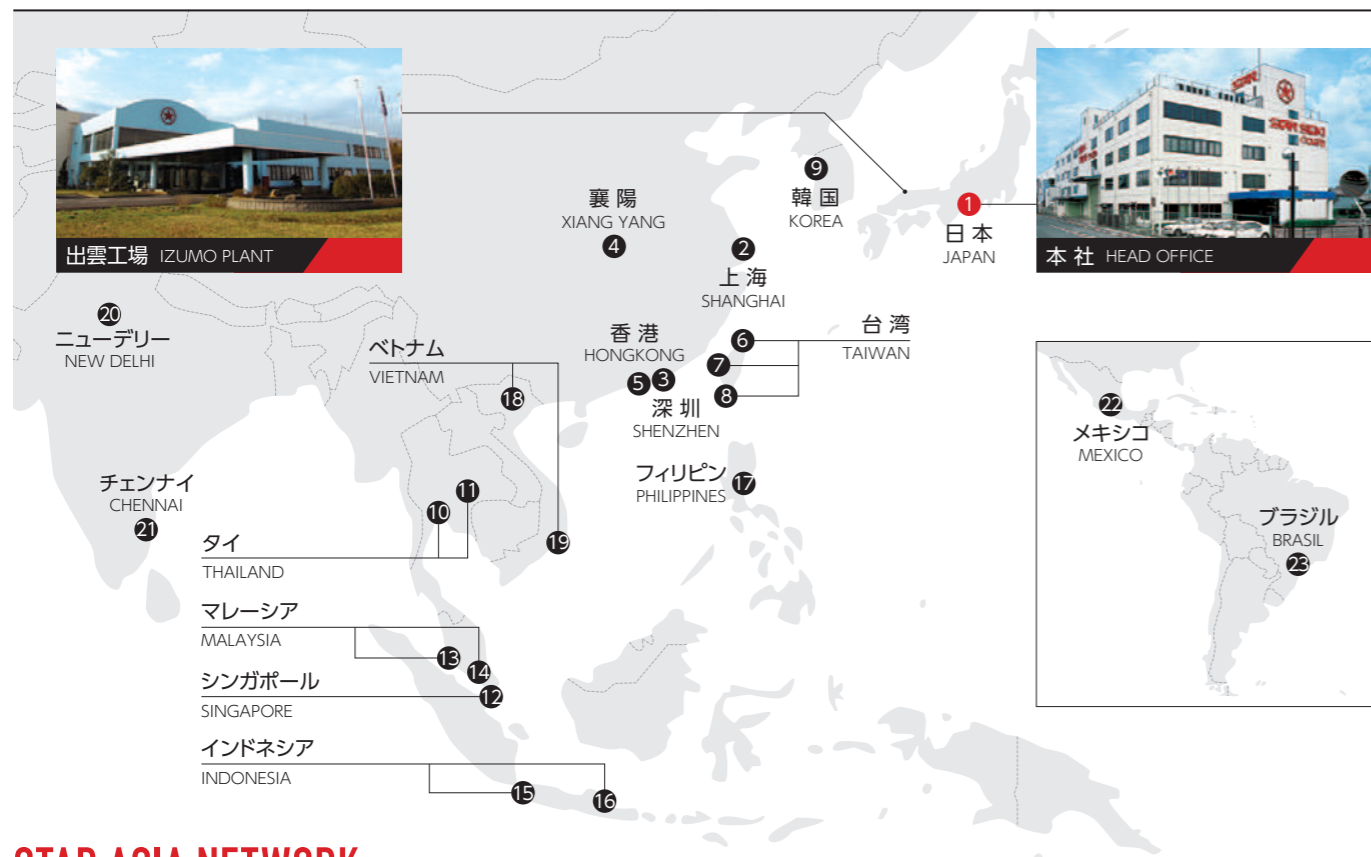 出雲工場 IZUMO PLANT
STAR SEIKI
本社 HEAD OFFICE
襄陽
XIANG YANG
4
9
韓国
KOREA
1
日本
JAPAN
2
上海
SHANGHAI
20
ニューデリー
NEW DELHI
ベトナム
VIETNAM
18
19
香港
HONGKONG
5
3
深圳
SHENZHEN
6
7
8
台湾
TAIWAN
フィリピン
PHILIPPINES
17
チェンナイ
CHENNAI
21
10
11
タイ
THAILAND
マレーシア
MALAYSIA
13
14
シンガポール
SINGAPORE
12
インドネシア
INDONESIA
15
16
22
メキシコ
MEXICO
ブラジル
BRASIL
23
STAR ASIA NETWORK